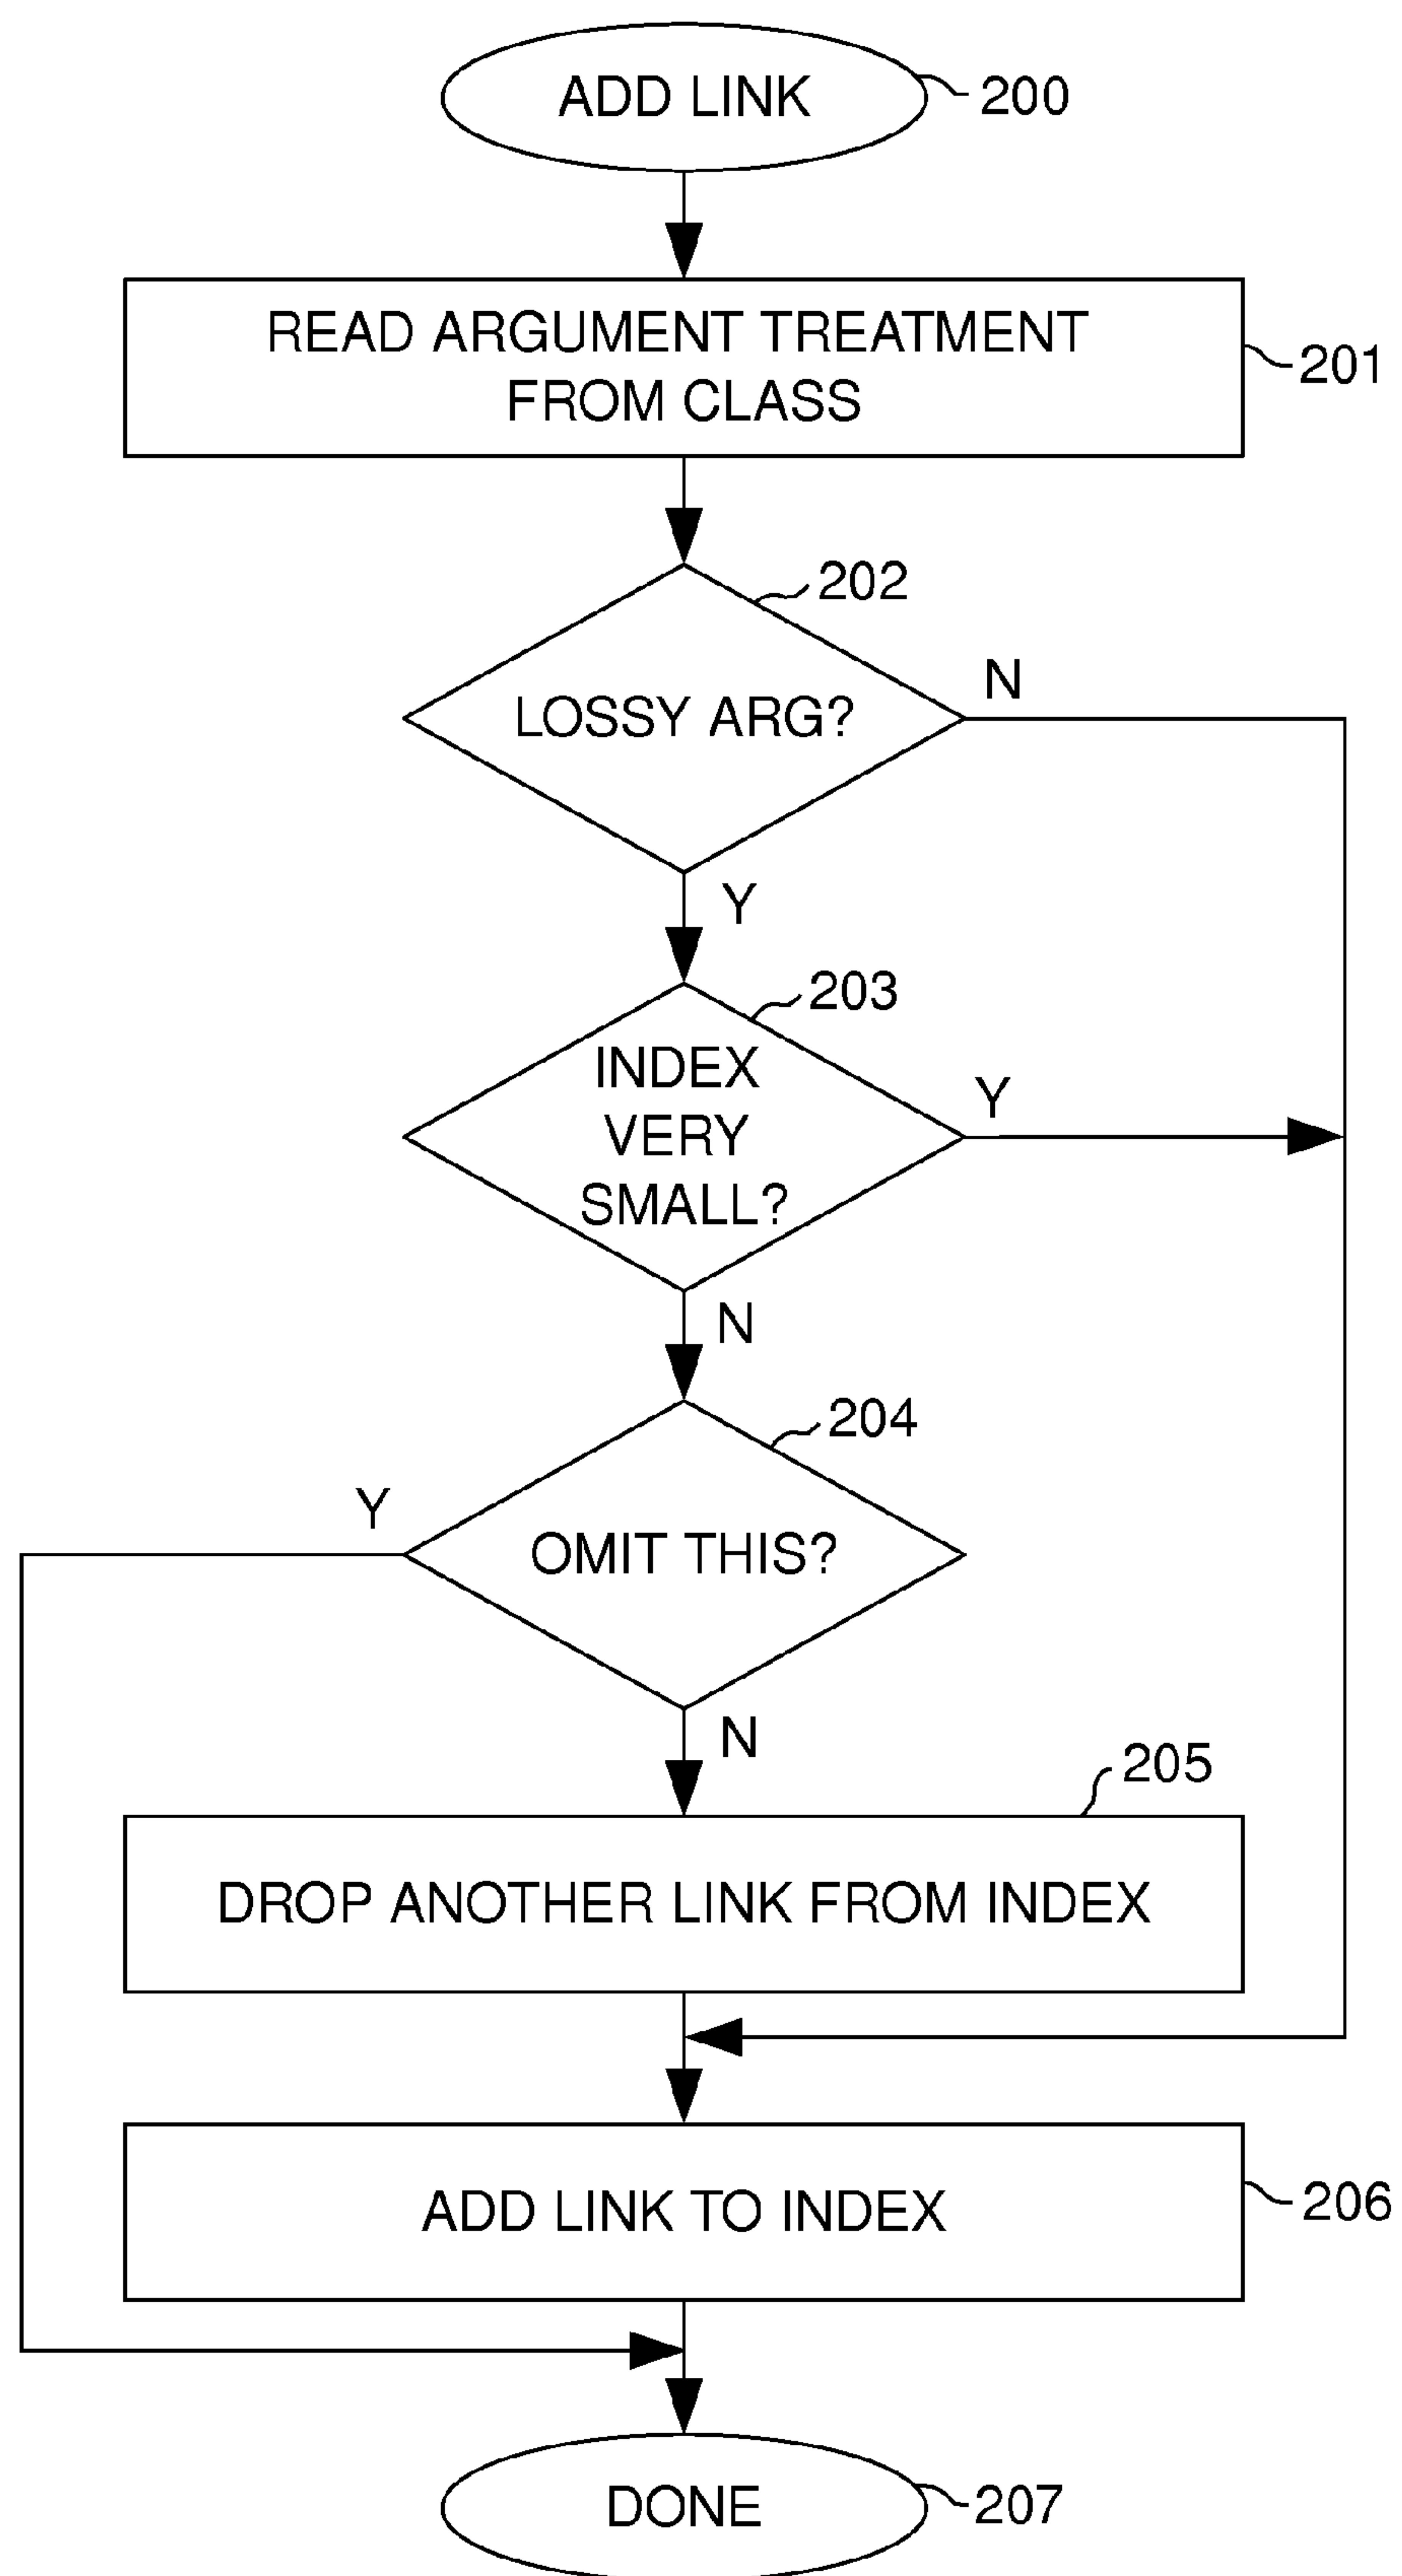 ADD LINK
200
READ ARGUMENT TREATMENT
FROM CLASS
201
202
LOSSY ARG?
N
Y
203
INDEX
VERY
SMALL?
Y
N
204
Y
OMIT THIS?
N
205
DROP ANOTHER LINK FROM INDEX
ADD LINK TO INDEX
206
DONE
207